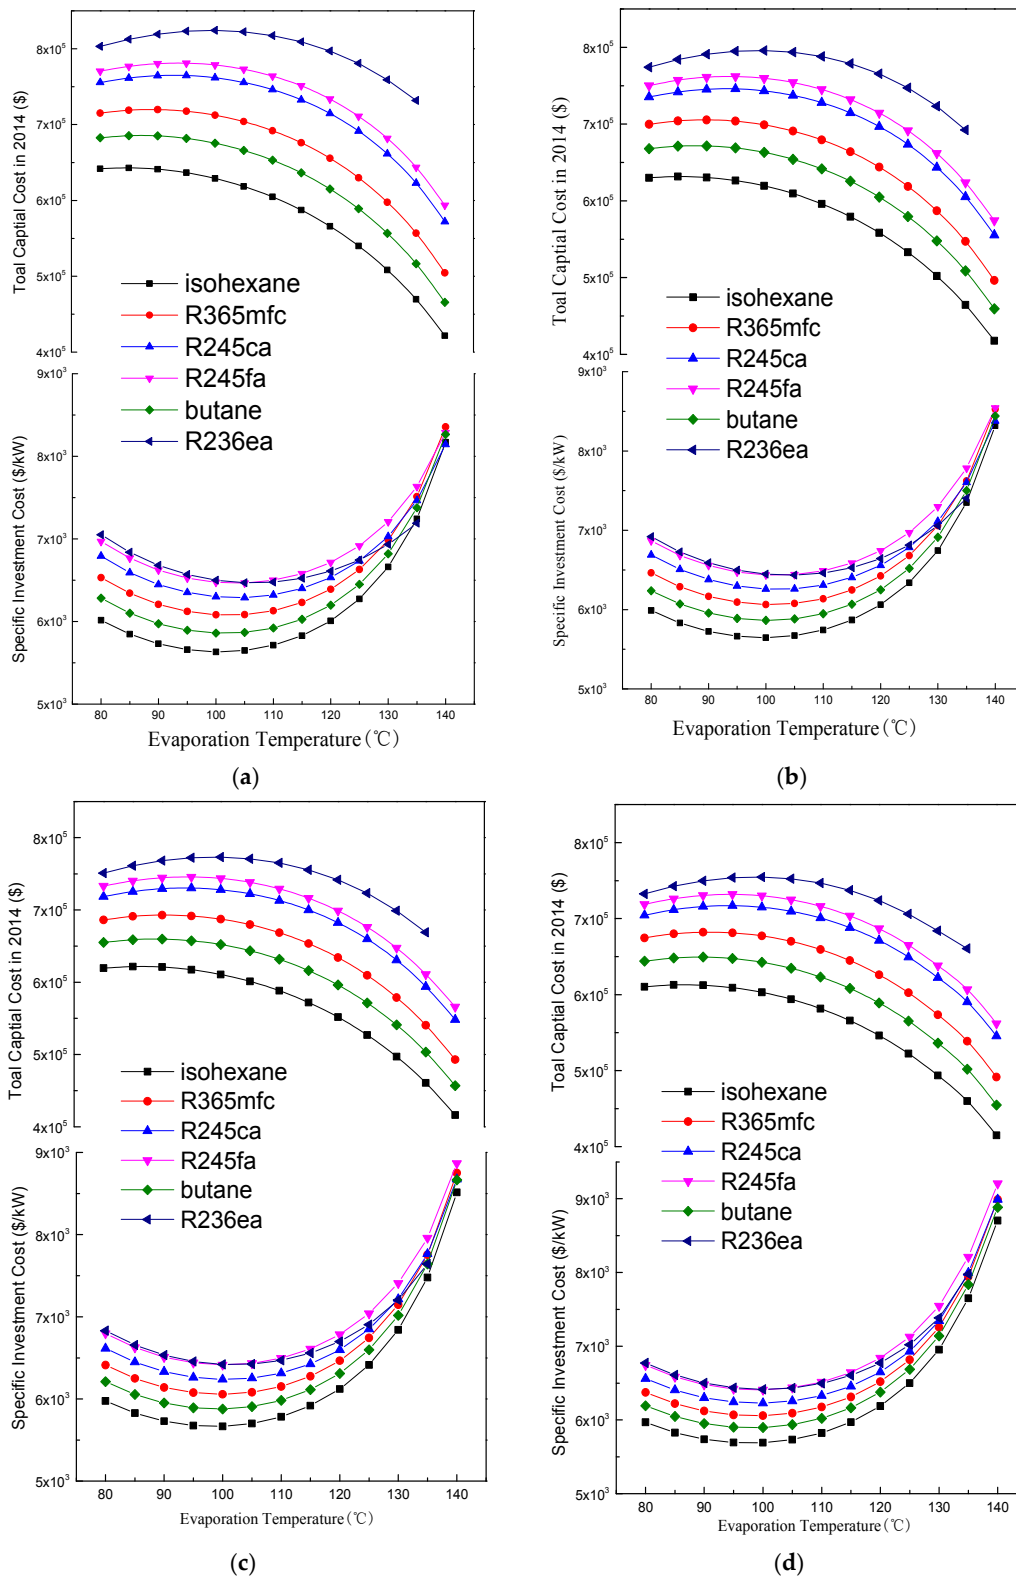 8x10⁵
7x10⁵
6x10⁵
5x10⁵
4x10⁵
Toal Captial Cost in 2014 ($)
isohexane
R365mfc
R245ca
R245fa
butane
R236ea
9x10³
8x10³
7x10³
6x10³
5x10³
Specific Investment Cost ($/kW)
80 90 100 110 120 130 140
Evaporation Temperature(℃)
(a)
8x10⁵
7x10⁵
6x10⁵
5x10⁵
4x10⁵
Toal Captial Cost in 2014 ($)
isohexane
R365mfc
R245ca
R245fa
butane
R236ea
9x10³
8x10³
7x10³
6x10³
5x10³
Specific Investment Cost ($/kW)
80 90 100 110 120 130 140
Evaporation Temperature(℃)
(b)
8x10⁵
7x10⁵
6x10⁵
5x10⁵
4x10⁵
Toal Captial Cost in 2014 ($)
isohexane
R365mfc
R245ca
R245fa
butane
R236ea
9x10³
8x10³
7x10³
6x10³
5x10³
Specific Investment Cost ($/kW)
80 90 100 110 120 130 140
Evaporation Temperature(℃)
(c)
8x10⁵
7x10⁵
6x10⁵
5x10⁵
4x10⁵
Toal Captial Cost in 2014 ($)
isohexane
R365mfc
R245ca
R245fa
butane
R236ea
9x10³
8x10³
7x10³
6x10³
5x10³
Specific Investment Cost ($/kW)
80 90 100 110 120 130 140
Evaporation Temperature(℃)
(d)